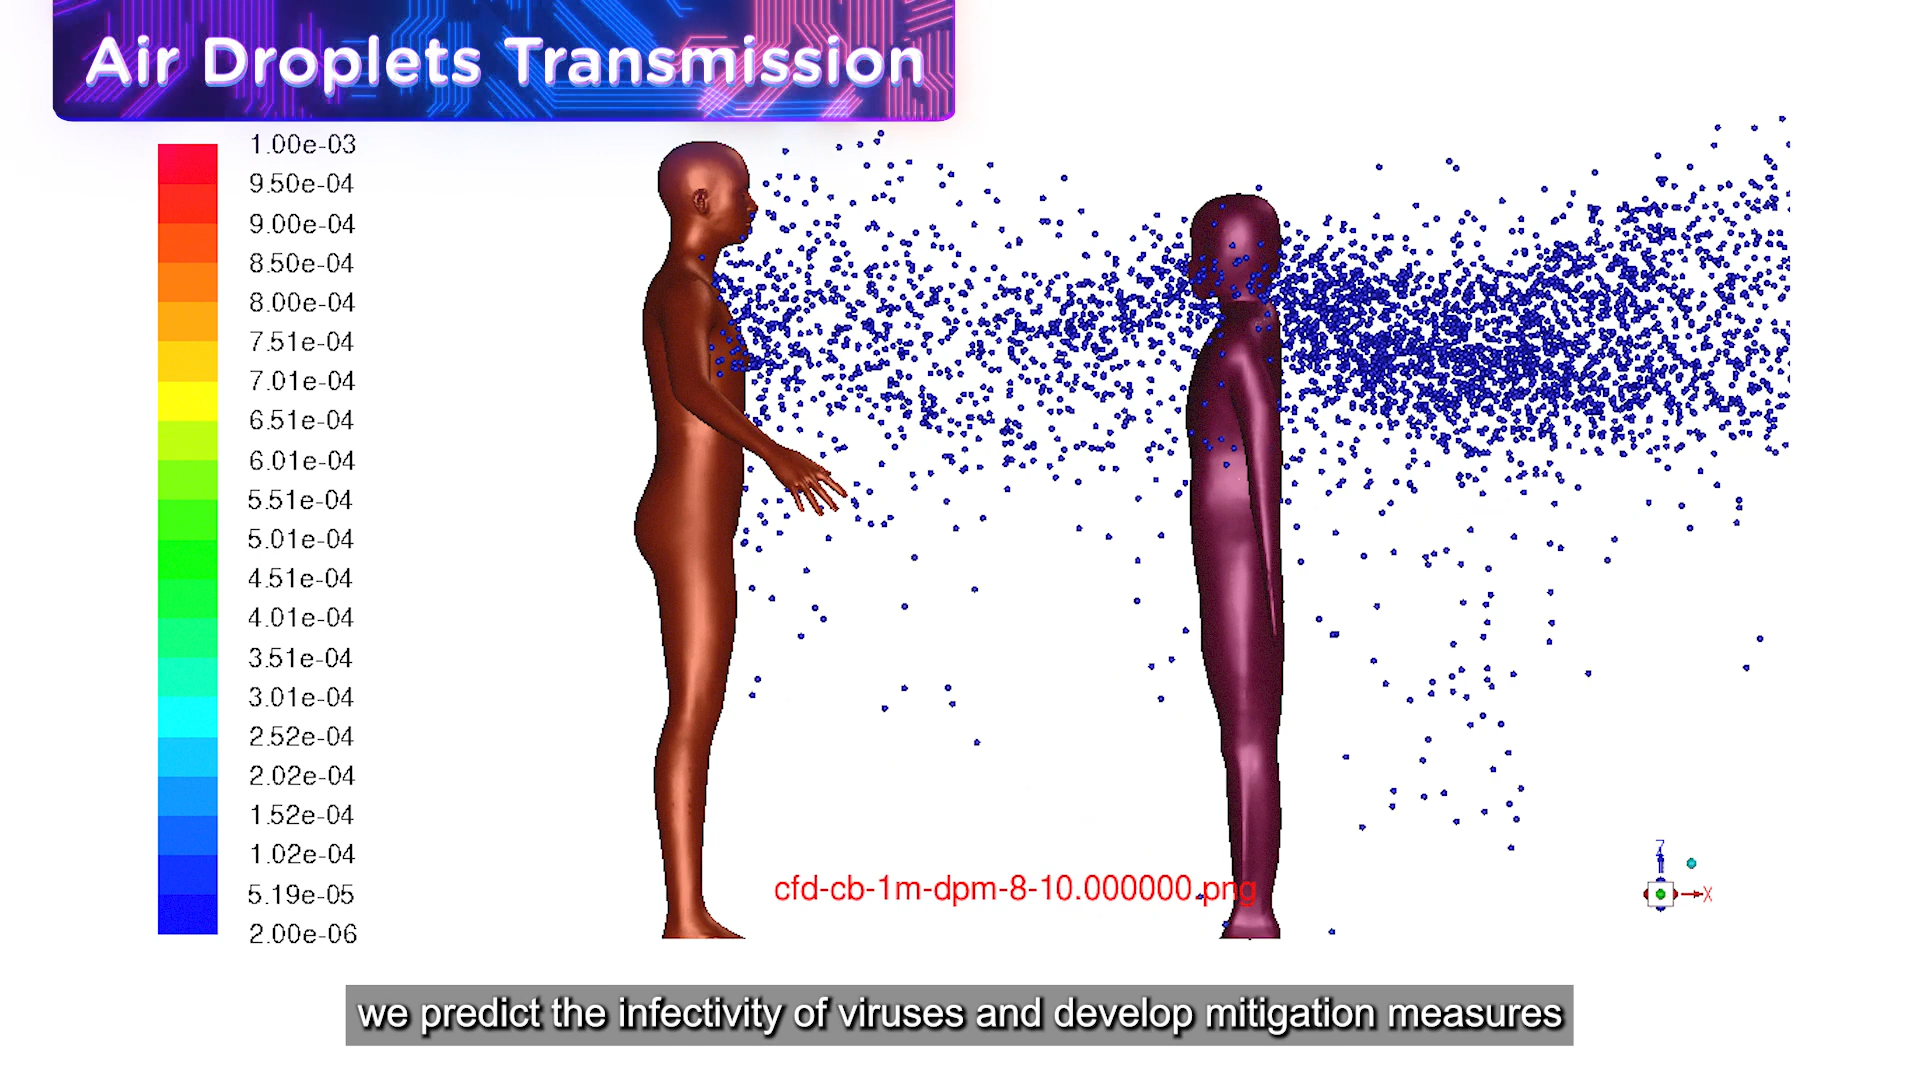 Air Droplets Transmission
1.00e-03
9.50e-04
9.00e-04
8.50e-04
8.00e-04
7.51e-04
7.01e-04
6.51e-04
6.01e-04
5.51e-04
5.01e-04
4.51e-04
4.01e-04
3.51e-04
3.01e-04
2.52e-04
2.02e-04
1.52e-04
1.02e-04
5.19e-05
2.00e-06
Z
X
cfd-cb-1m-dpm-8-10.000000.png
we predict the infectivity of viruses and develop mitigation measures